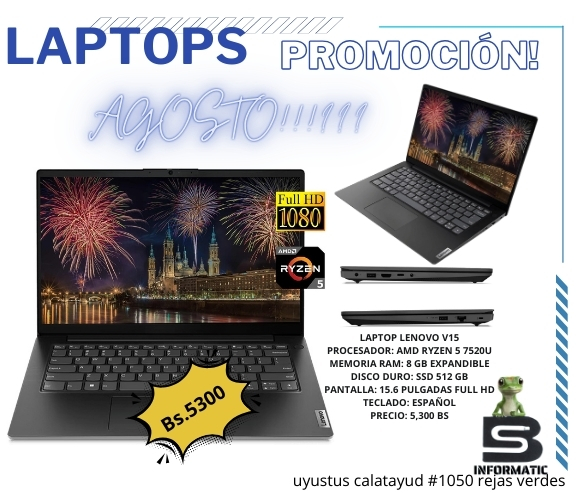 LAPTOPS
PROMOCIÓN!
AGOSTO!!!
Full HD
1080
AMD
RYZEN
5
LAPTOP LENOVO V15
PROCESADOR: AMD RYZEN 5 7520U
MEMORIA RAM: 8 GB EXPANDIBLE
DISCO DURO: SSD 512 GB
PANTALLA: 15.6 PULGADAS FULL HD
TECLADO: ESPAÑOL
PRECIO: 5,300 BS
Bs.5300
Lenovo
BS
INFORMATIC
uyustus calatayud #1050 rejas verdes